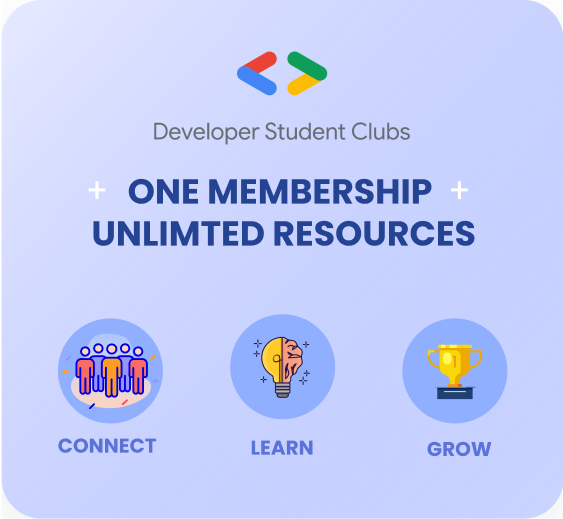 Developer Student Clubs
+ ONE MEMBERSHIP +
UNLIMTED RESOURCES
CONNECT
LEARN
GROW